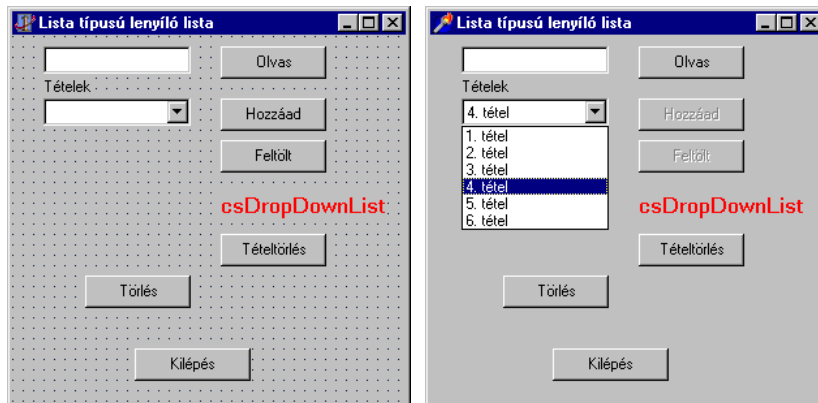 Lista típusú lenyíló lista
Olvas
Tételek
Hozzáad
Feltölt
csDropDownList
Tételtörlés
Törlés
Kilépés
Lista típusú lenyíló lista
Olvas
Tételek
4. tétel
Hozzáad
1. tétel
2. tétel
3. tétel
4. tétel
5. tétel
6. tétel
Feltölt
csDropDownList
Tételtörlés
Törlés
Kilépés